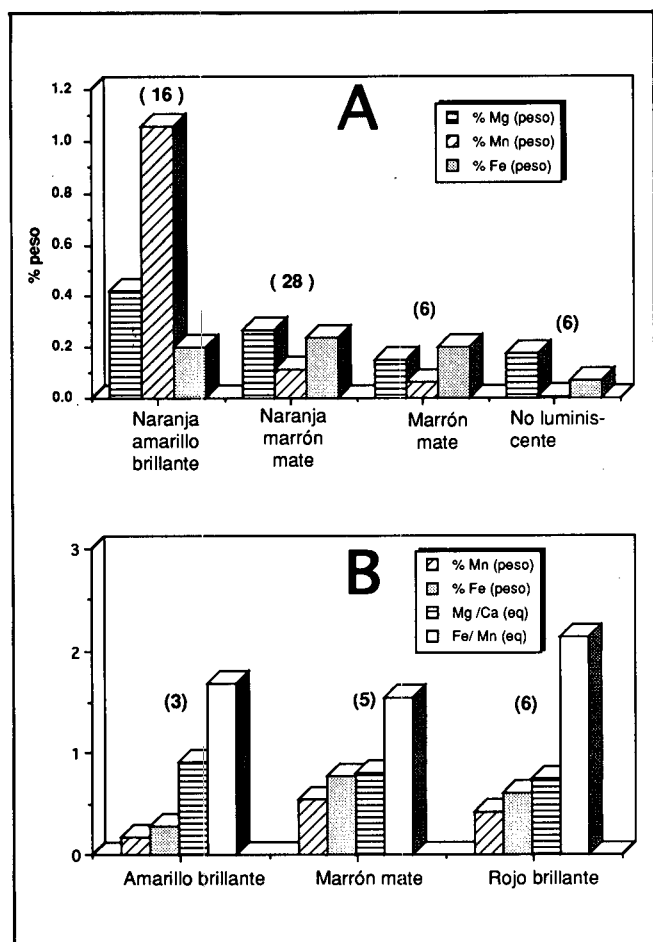 A
% Mg (peso)
% Mn (peso)
% Fe (peso)
% peso
1.2
1.0
0.8
0.6
0.4
0.2
0.0
( 16 )
( 28 )
(6)
(6)
Naranja
amarillo
brillante
Naranja
marrón
mate
Marrón
mate
No luminis-
cente
B
% Mn (peso)
% Fe (peso)
Mg /Ca (eq)
Fe/ Mn (eq)
3
2
1
0
(3)
(5)
(6)
Amarillo brillante
Marrón mate
Rojo brillante